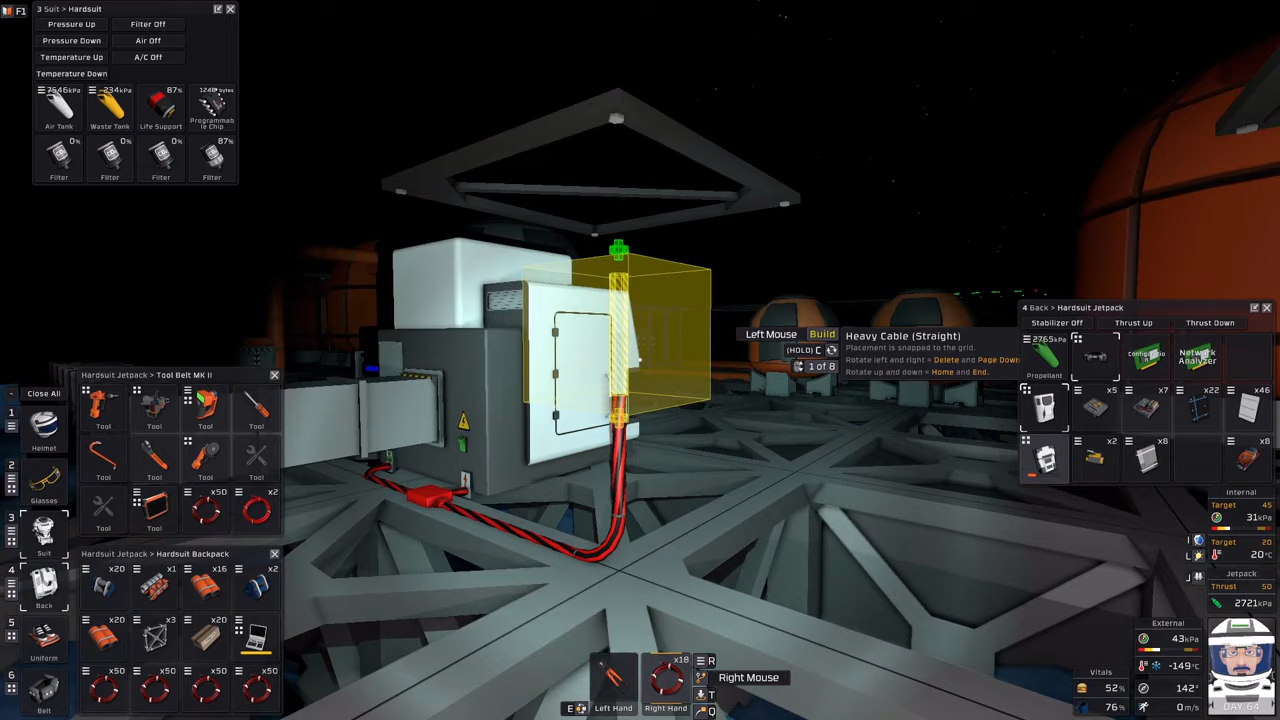 F1
3 Suit > Hardsuit
Pressure Up
Filter Off
Pressure Down
Air Off
Temperature Up
A/C Off
Temperature Down
234kPa
87%
Air Tank
Waste Tank
Life Support
Programmab
le Chip
0%
0%
0%
87%
Filter
Filter
Filter
Filter
Left Mouse
Build
Heavy Cable (Straight)
Placement is snapped to the grid.
(HOLD) C
Rotate left and right = Delete and Page Down
1 of 8
Rotate up and down = Home and End.
4 Back > Hardsuit Jetpack
Stabilizer Off
Thrust Up
Thrust Down
2765kPa
Propellant
Network
Analyzer
x5
x7
x22
x46
x2
x8
x8
Hardsuit Jetpack > Tool Belt MK II
Tool
Tool
Tool
Tool
Tool
Tool
Tool
Tool
Tool
Tool
x50
x2
Close All
1
Helmet
2
Glasses
3
Suit
4
Back
5
Uniform
6
Belt
Hardsuit Jetpack > Hardsuit Backpack
x20
x1
x16
x2
x20
x3
x20
x50
x50
x50
x50
E
Left Hand
x18
Right Hand
R
Right Mouse
T
Q
Internal
Target 45
31kPa
Target 20
20°C
Jetpack
Thrust 50
2721kPa
External
43kPa
-149°C
142°
0m/s
Vitals
52%
76%
DAY 64